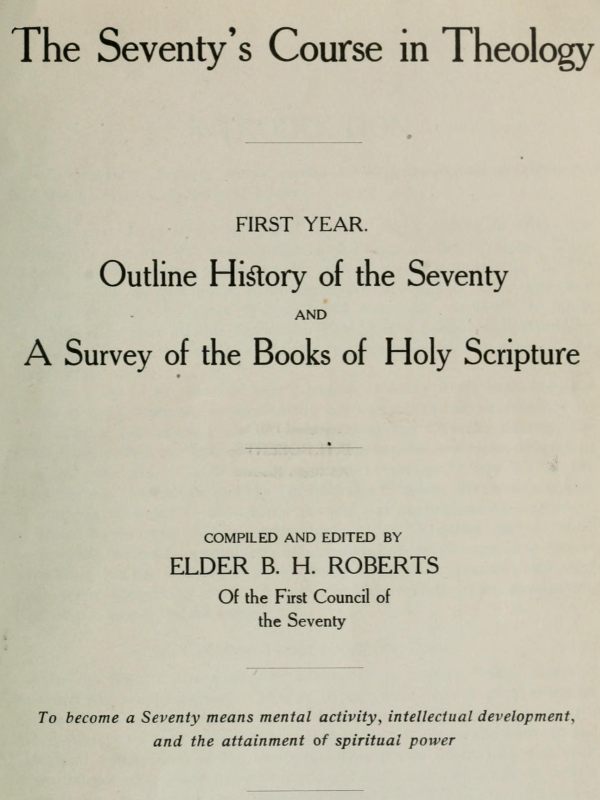 The Seventy's Course in Theology
FIRST YEAR.
Outline History of the Seventy
AND
A Survey of the Books of Holy Scripture
COMPILED AND EDITED BY
ELDER B. H. ROBERTS
Of the First Council of
the Seventy
To become a Seventy means mental activity, intellectual development,
and the attainment of spiritual power